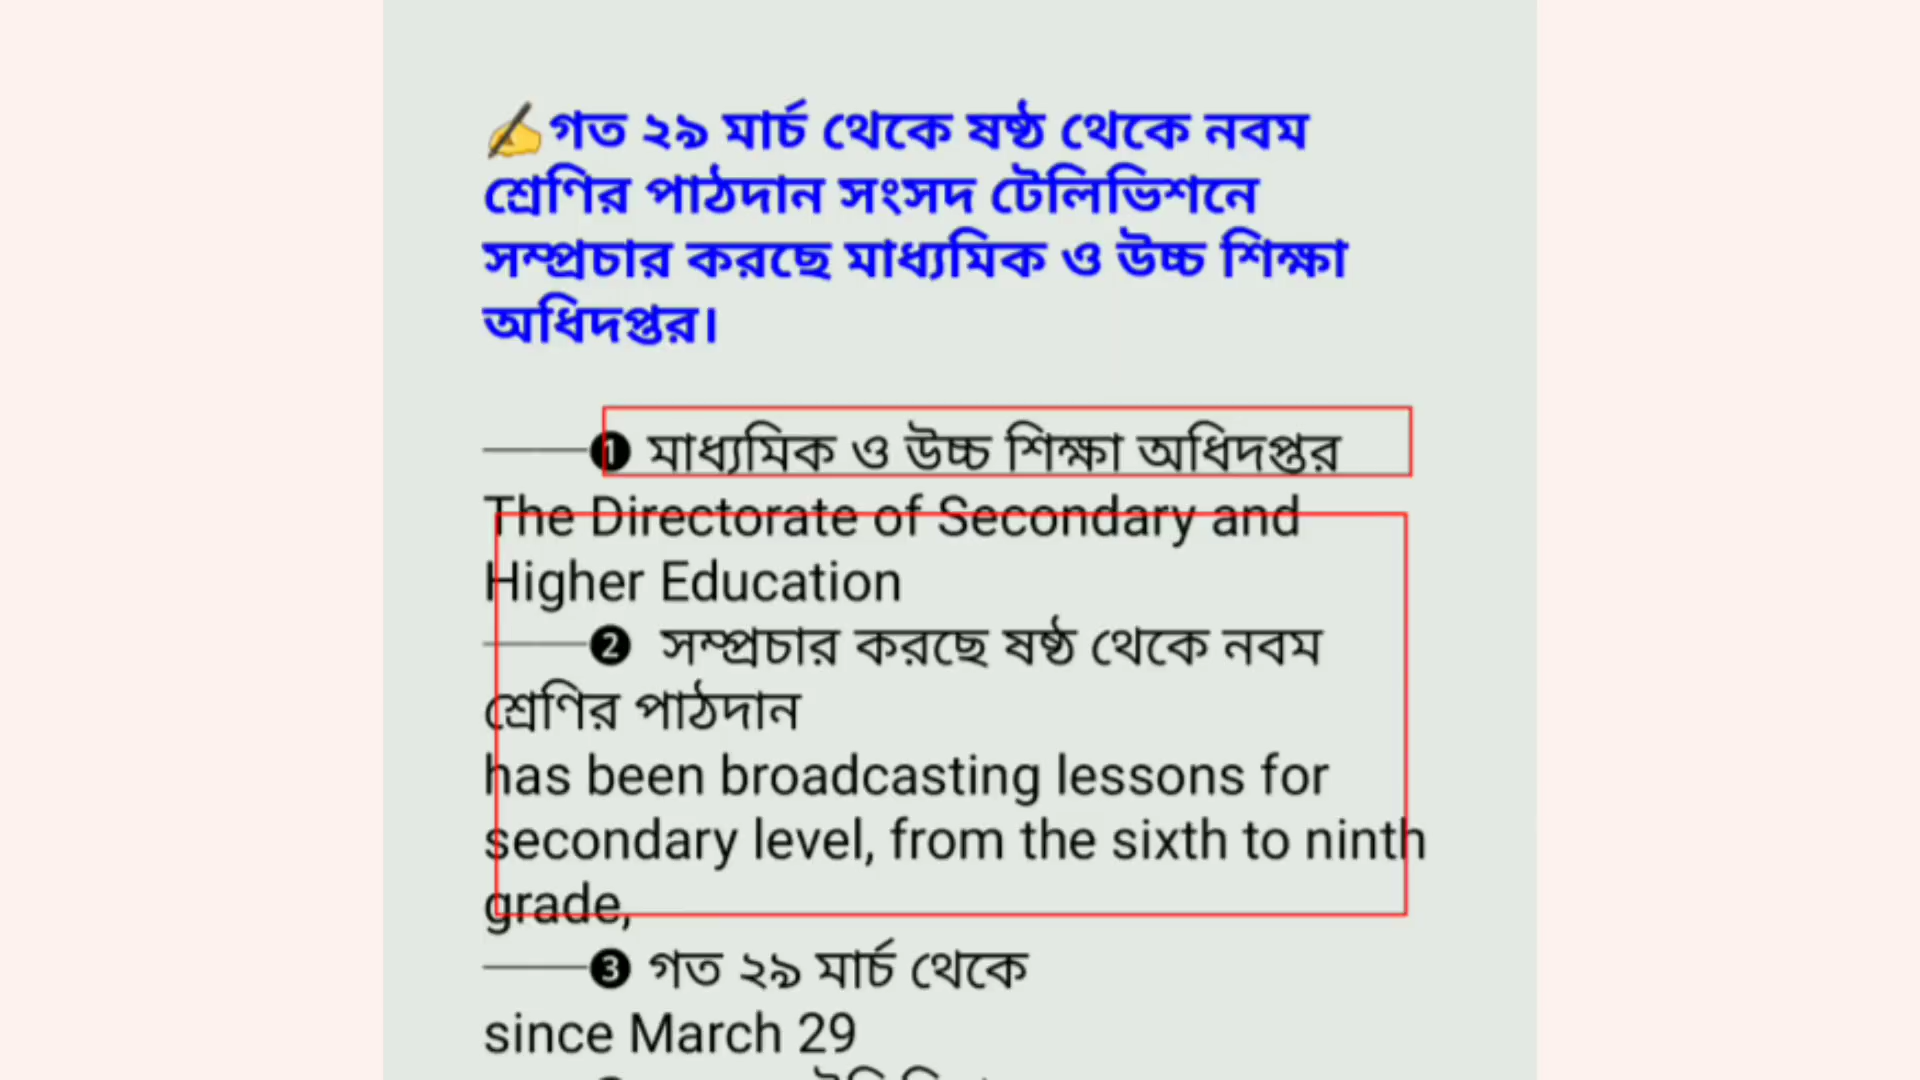 ✍গত ২৯ মার্চ থেকে ষষ্ঠ থেকে নবম
শ্রেণির পাঠদান সংসদ টেলিভিশনে
সম্প্রচার করছে মাধ্যমিক ও উচ্চ শিক্ষা
অধিদপ্তর।
——❶ মাধ্যমিক ও উচ্চ শিক্ষা অধিদপ্তর
The Directorate of Secondary and
Higher Education
——❷ সম্প্রচার করছে ষষ্ঠ থেকে নবম
শ্রেণির পাঠদান
has been broadcasting lessons for
secondary level, from the sixth to ninth
grade,
——❸ গত ২৯ মার্চ থেকে
since March 29